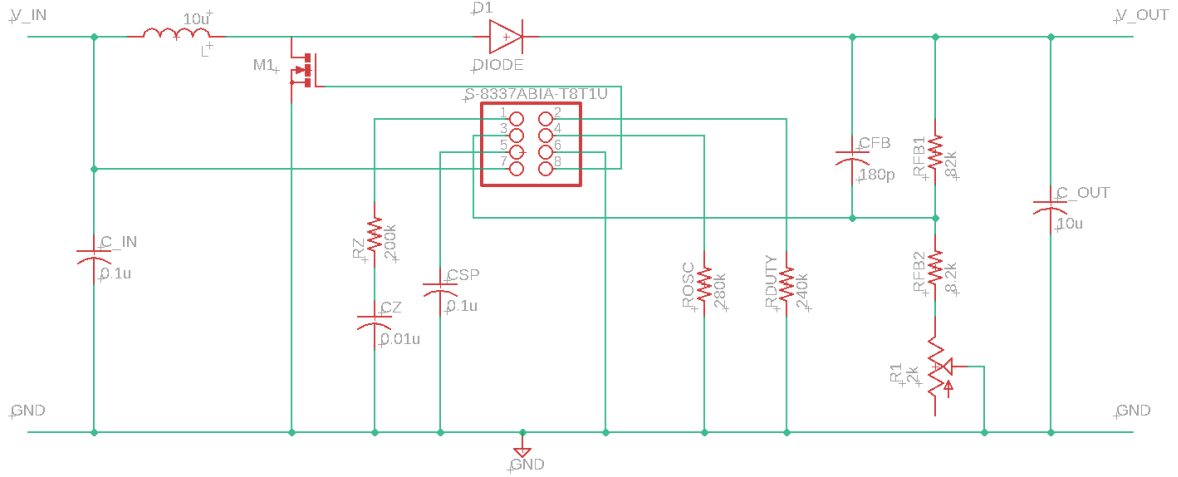 V_IN
10u
L
D1
DIODE
V_OUT
M1
S-8337ABIA-T8T1U
1 2
3 4
5 6
7 8
CFB
180p
RFB1
82k
C_OUT
10u
C_IN
0.1u
RZ
200k
CSP
0.1u
CZ
0.01u
ROSC
280k
RDUTY
240k
RFB2
8.2k
R1
2k
GND
GND
GND